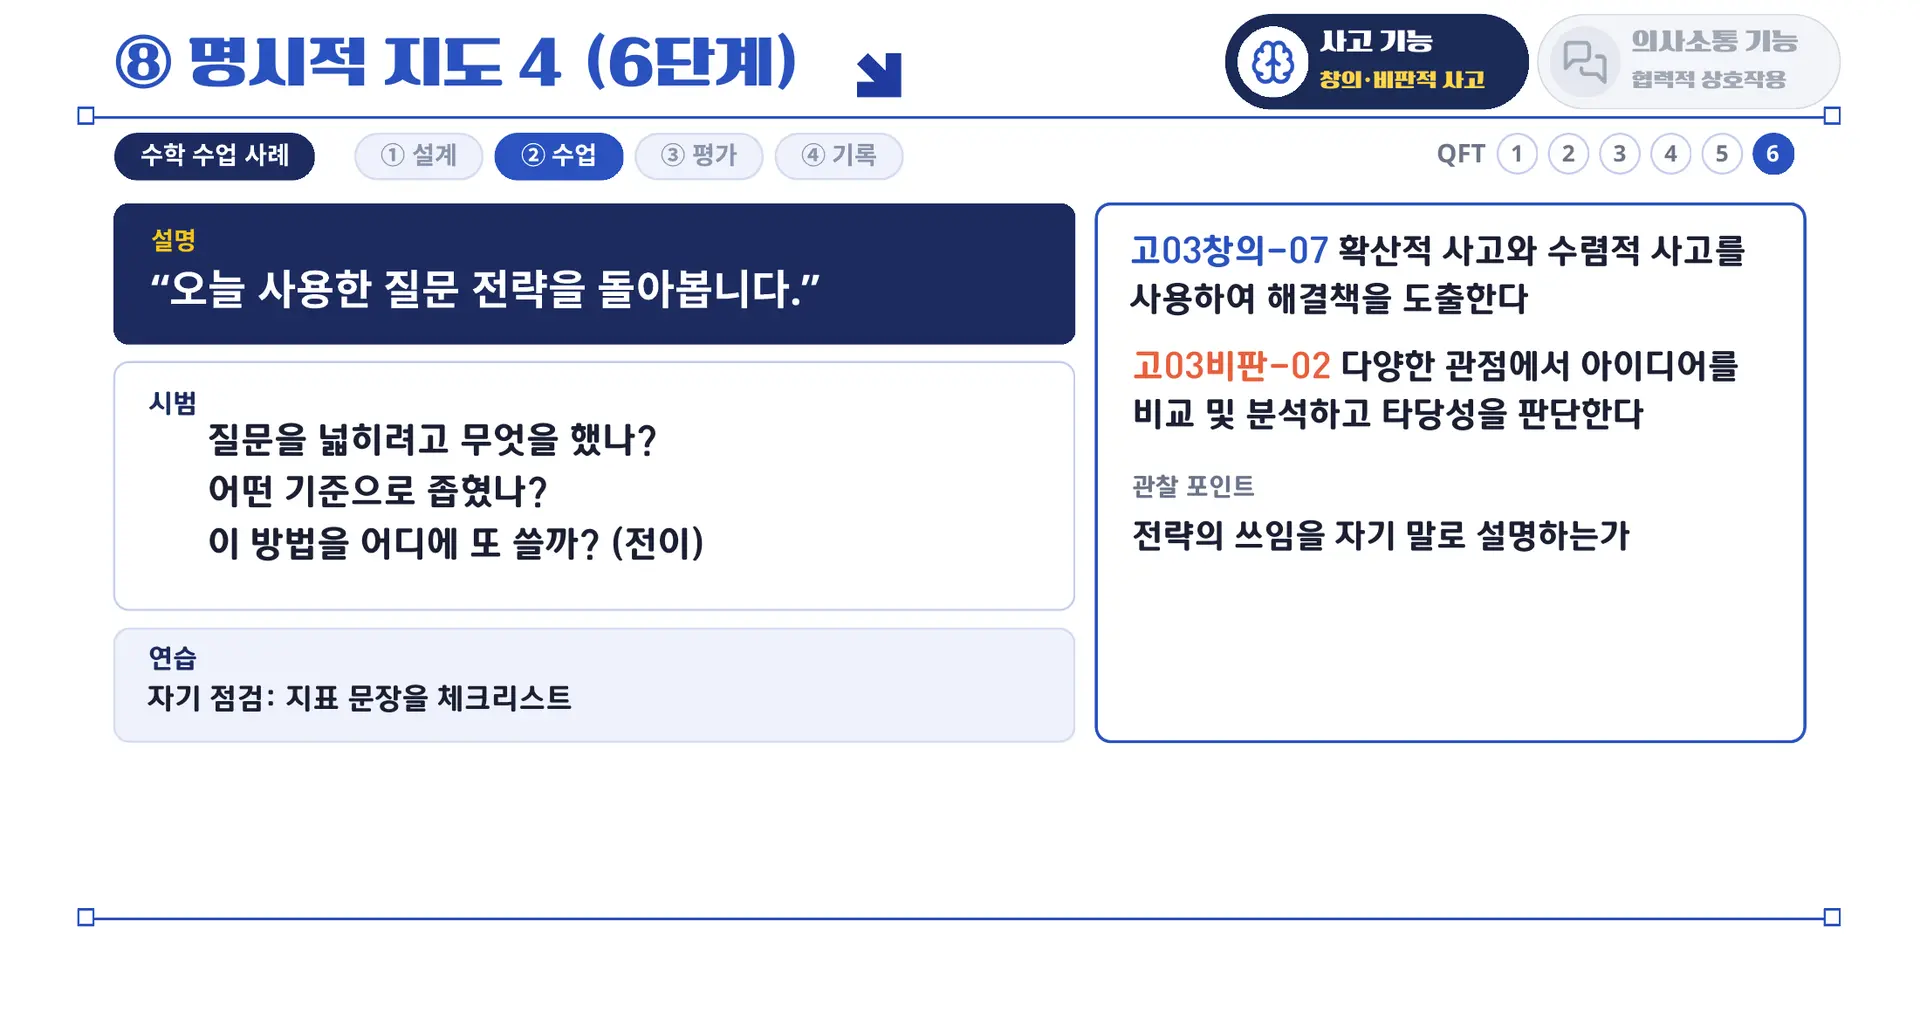 ⑧ 명시적 지도 4 (6단계)
사고 기능
창의·비판적 사고
의사소통 기능
협력적 상호작용
수학 수업 사례
① 설계
② 수업
③ 평가
④ 기록
QFT 1 2 3 4 5 6
설명
“오늘 사용한 질문 전략을 돌아봅니다.”
시범
질문을 넓히려고 무엇을 했나?
어떤 기준으로 좁혔나?
이 방법을 어디에 또 쓸까? (전이)
연습
자기 점검: 지표 문장을 체크리스트
고03창의-07 확산적 사고와 수렴적 사고를
사용하여 해결책을 도출한다
고03비판-02 다양한 관점에서 아이디어를
비교 및 분석하고 타당성을 판단한다
관찰 포인트
전략의 쓰임을 자기 말로 설명하는가